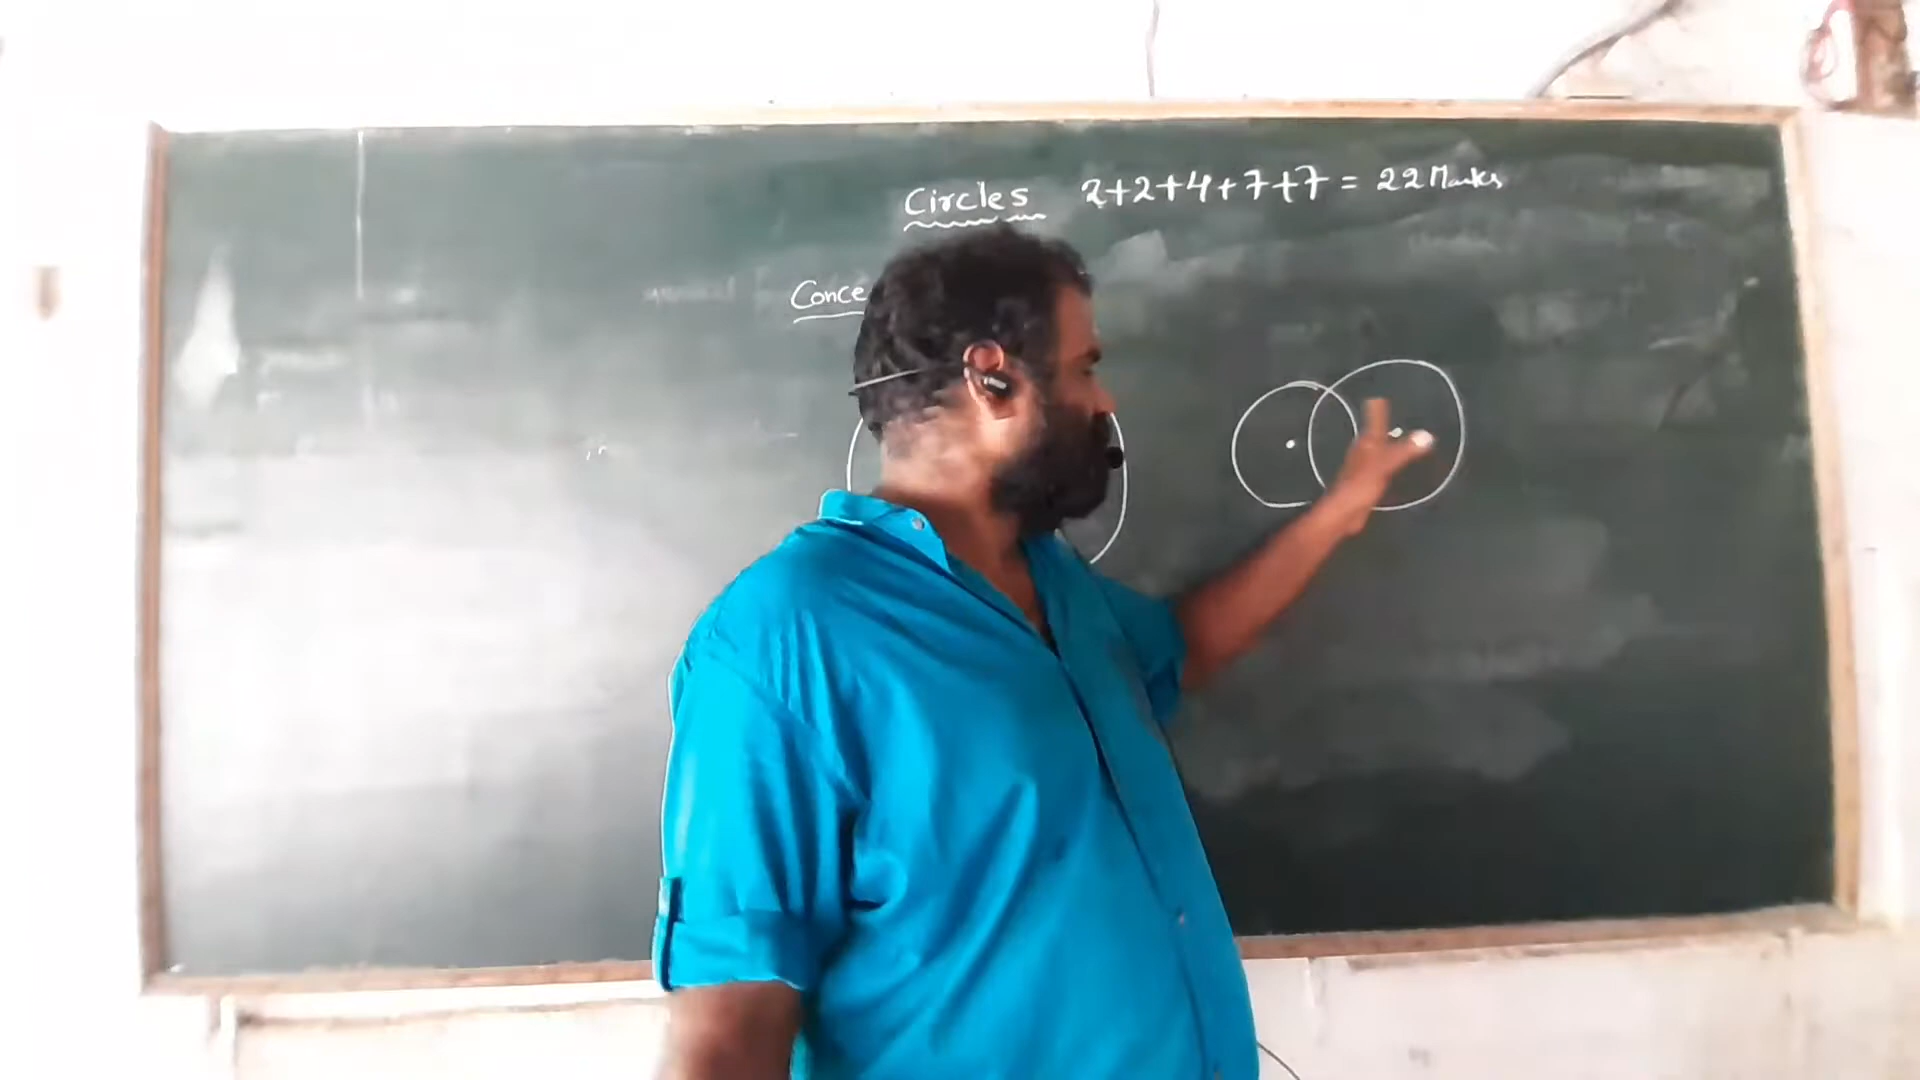 Circles 2+2+4+7+7 = 22 Marks
Conce